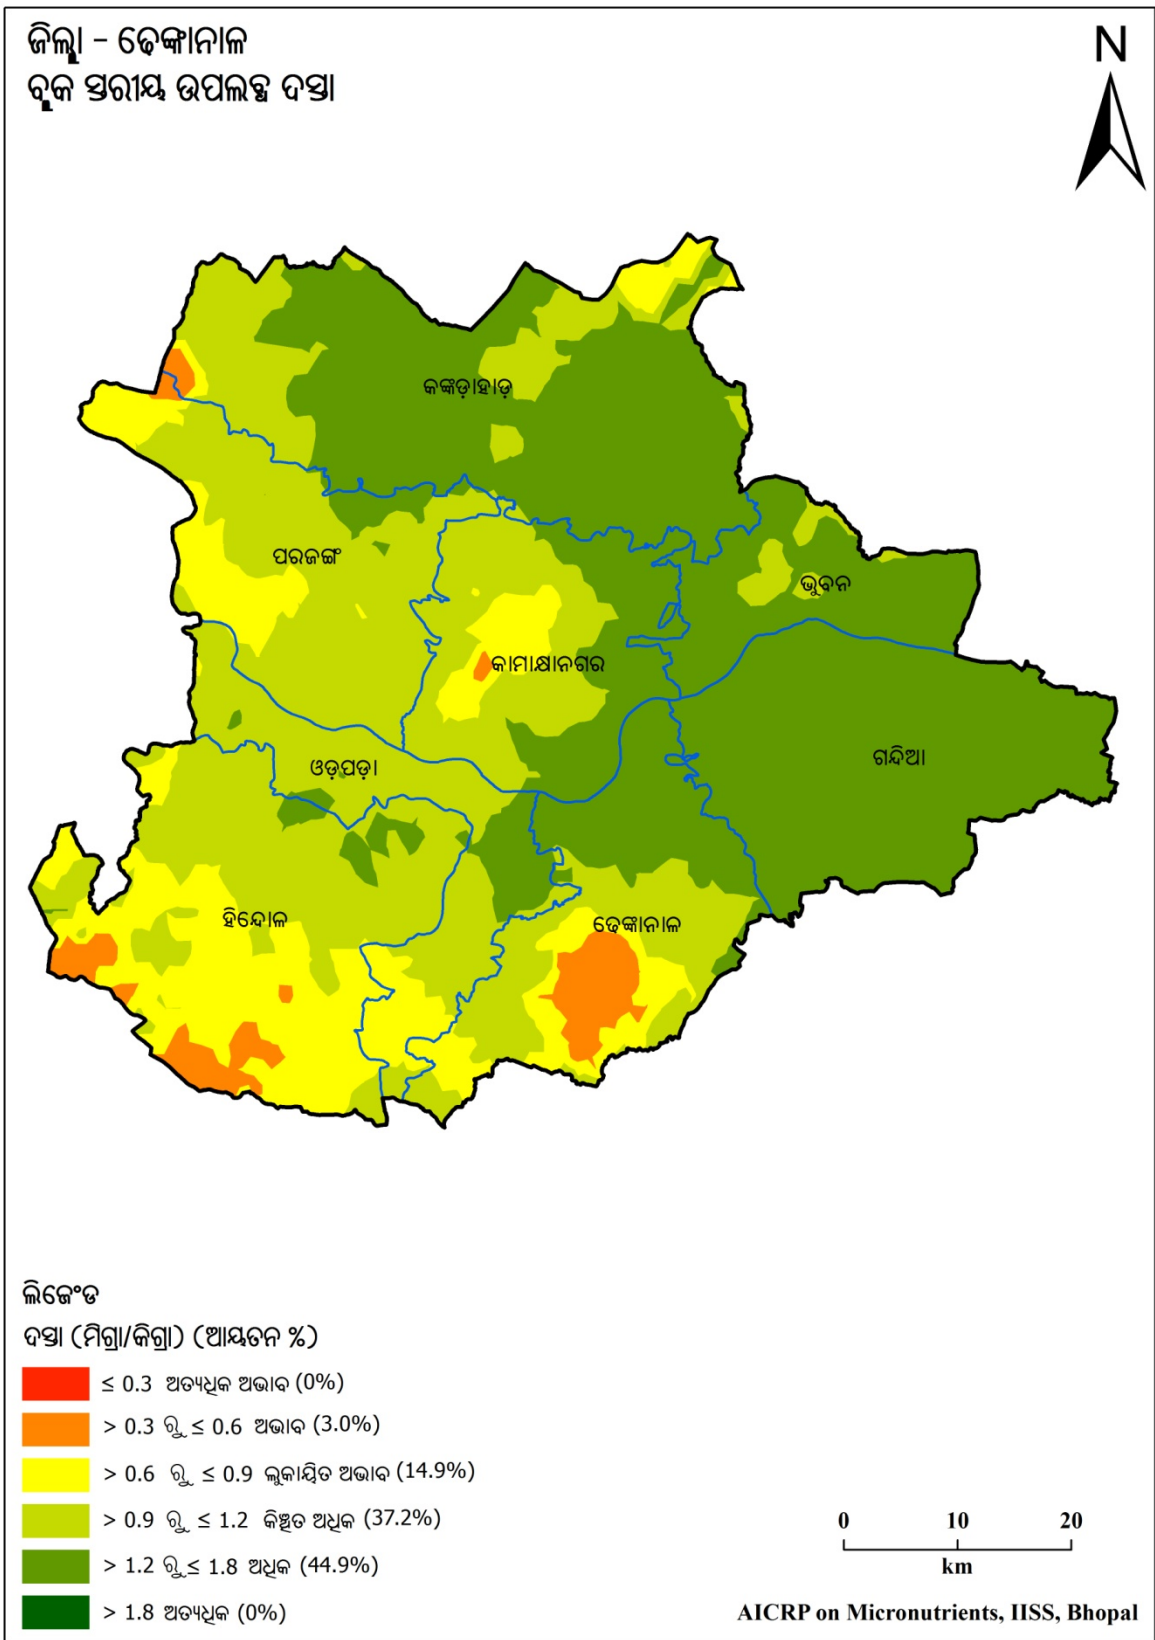 ଜିଲ୍ଲା - ଢେଙ୍କାନାଳ
ବ୍ଲକ ସ୍ତରୀୟ ଉପଲବ୍ଧ ଦସ୍ତା
N
କଙ୍କଡ଼ାହାଡ଼
ପରଜଙ୍ଗ
ଭୁବନ
କାମାକ୍ଷାନଗର
ଗନ୍ଦିଆ
ଓଡ଼ପଡ଼ା
ହିନ୍ଦୋଳ
ଢେଙ୍କାନାଳ
ଲିଜେଂଡ
ଦସ୍ତା (ମିଗ୍ରା/କିଗ୍ରା) (ଆୟତନ %)
≤ 0.3 ଅତ୍ୟଧିକ ଅଭାବ (0%)
> 0.3 ରୁ ≤ 0.6 ଅଭାବ (3.0%)
> 0.6 ରୁ ≤ 0.9 ଲୁକାୟିତ ଅଭାବ (14.9%)
> 0.9 ରୁ ≤ 1.2 କିଞ୍ଚିତ ଅଧିକ (37.2%)
> 1.2 ରୁ ≤ 1.8 ଅଧିକ (44.9%)
> 1.8 ଅତ୍ୟଧିକ (0%)
0 10 20
km
AICRP on Micronutrients, IISS, Bhopal